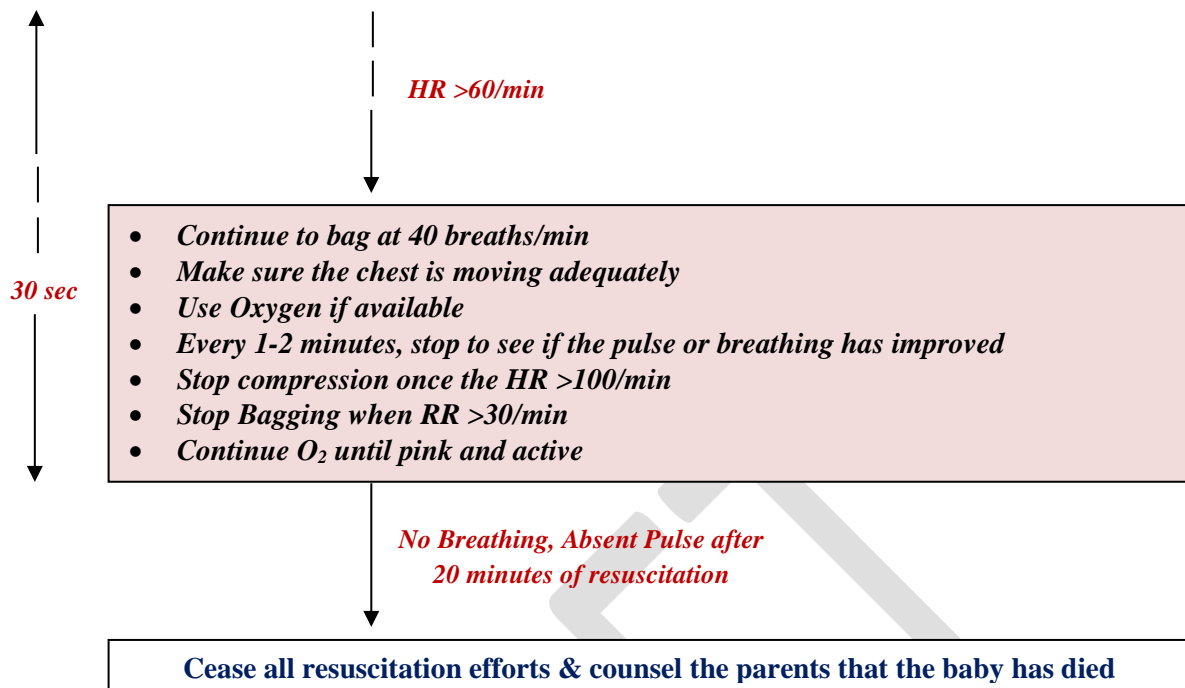 HR >60/min
• Continue to bag at 40 breaths/min
• Make sure the chest is moving adequately
30 sec
• Use Oxygen if available
• Every 1-2 minutes, stop to see if the pulse or breathing has improved
• Stop compression once the HR >100/min
• Stop Bagging when RR >30/min
• Continue O₂ until pink and active
No Breathing, Absent Pulse after
20 minutes of resuscitation
Cease all resuscitation efforts & counsel the parents that the baby has died